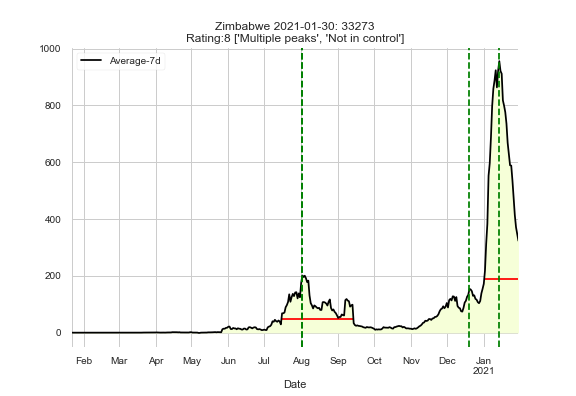 Zimbabwe 2021-01-30: 33273
Rating:8 ['Multiple peaks', 'Not in control']
Average-7d
1000
800
600
400
200
0
Feb Mar Apr May Jun Jul Aug Sep Oct Nov Dec Jan
2021
Date